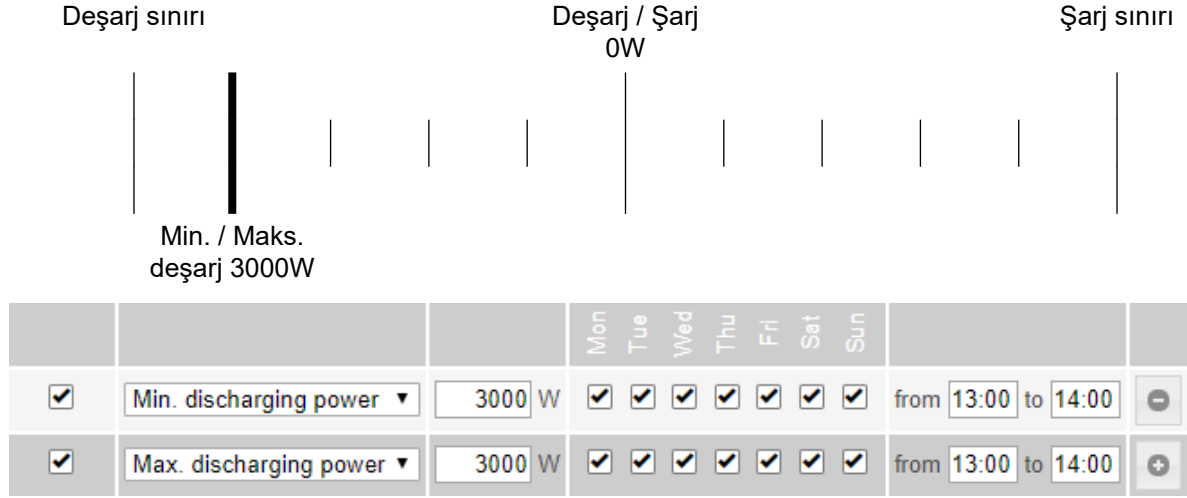 Deşarj sınırı
Deşarj / Şarj
0W
Şarj sınırı
Min. / Maks.
deşarj 3000W
Mon Tue Wed Thu Fri Sat Sun
Min. discharging power 3000 W from 13:00 to 14:00
Max. discharging power 3000 W from 13:00 to 14:00